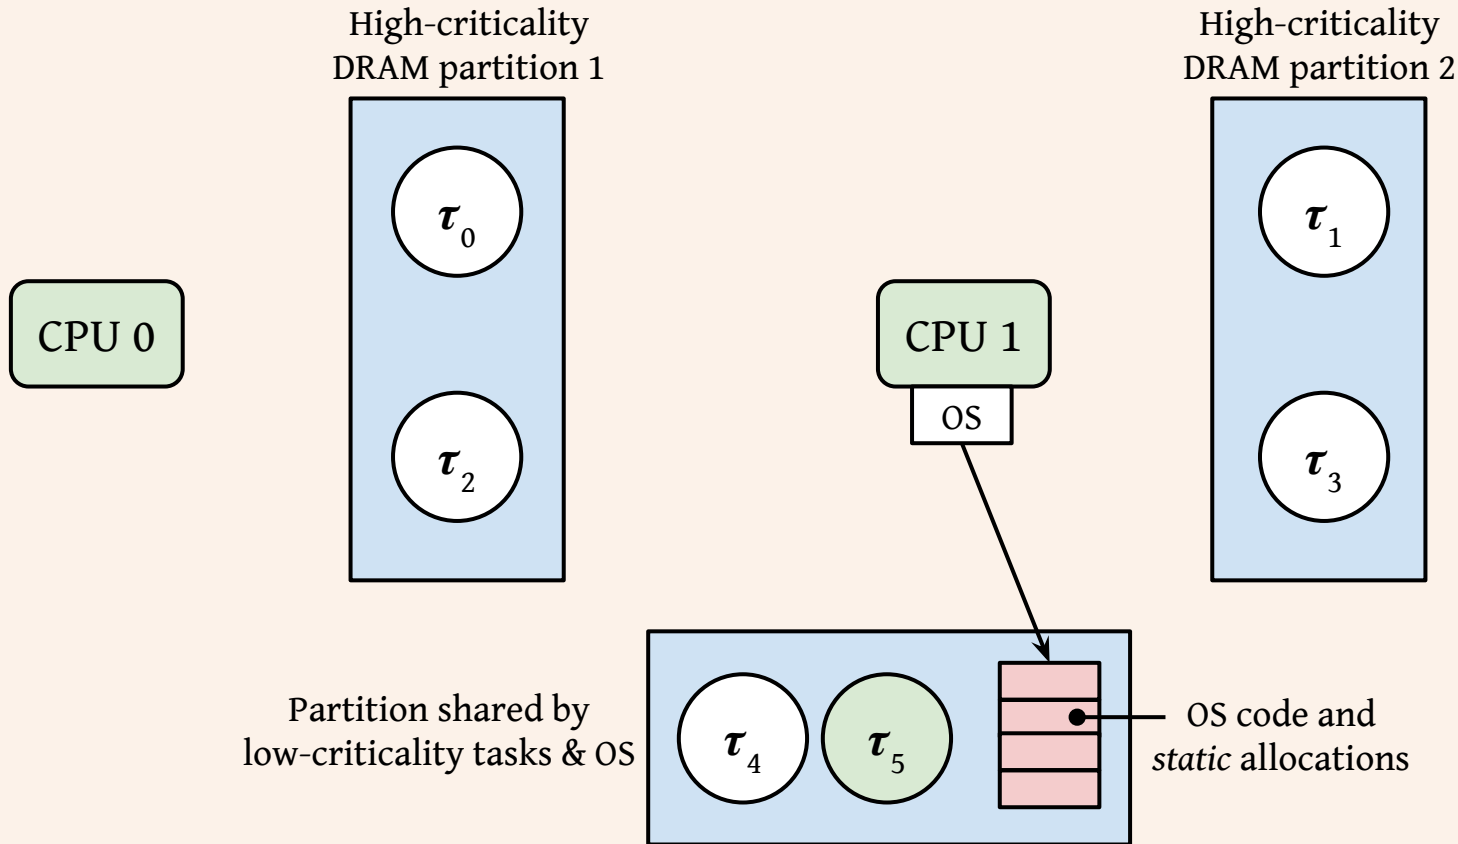 High-criticality
DRAM partition 1
High-criticality
DRAM partition 2
τ0
τ1
CPU 0
CPU 1
OS
τ2
τ3
Partition shared by
low-criticality tasks & OS
τ4
τ5
OS code and
static allocations